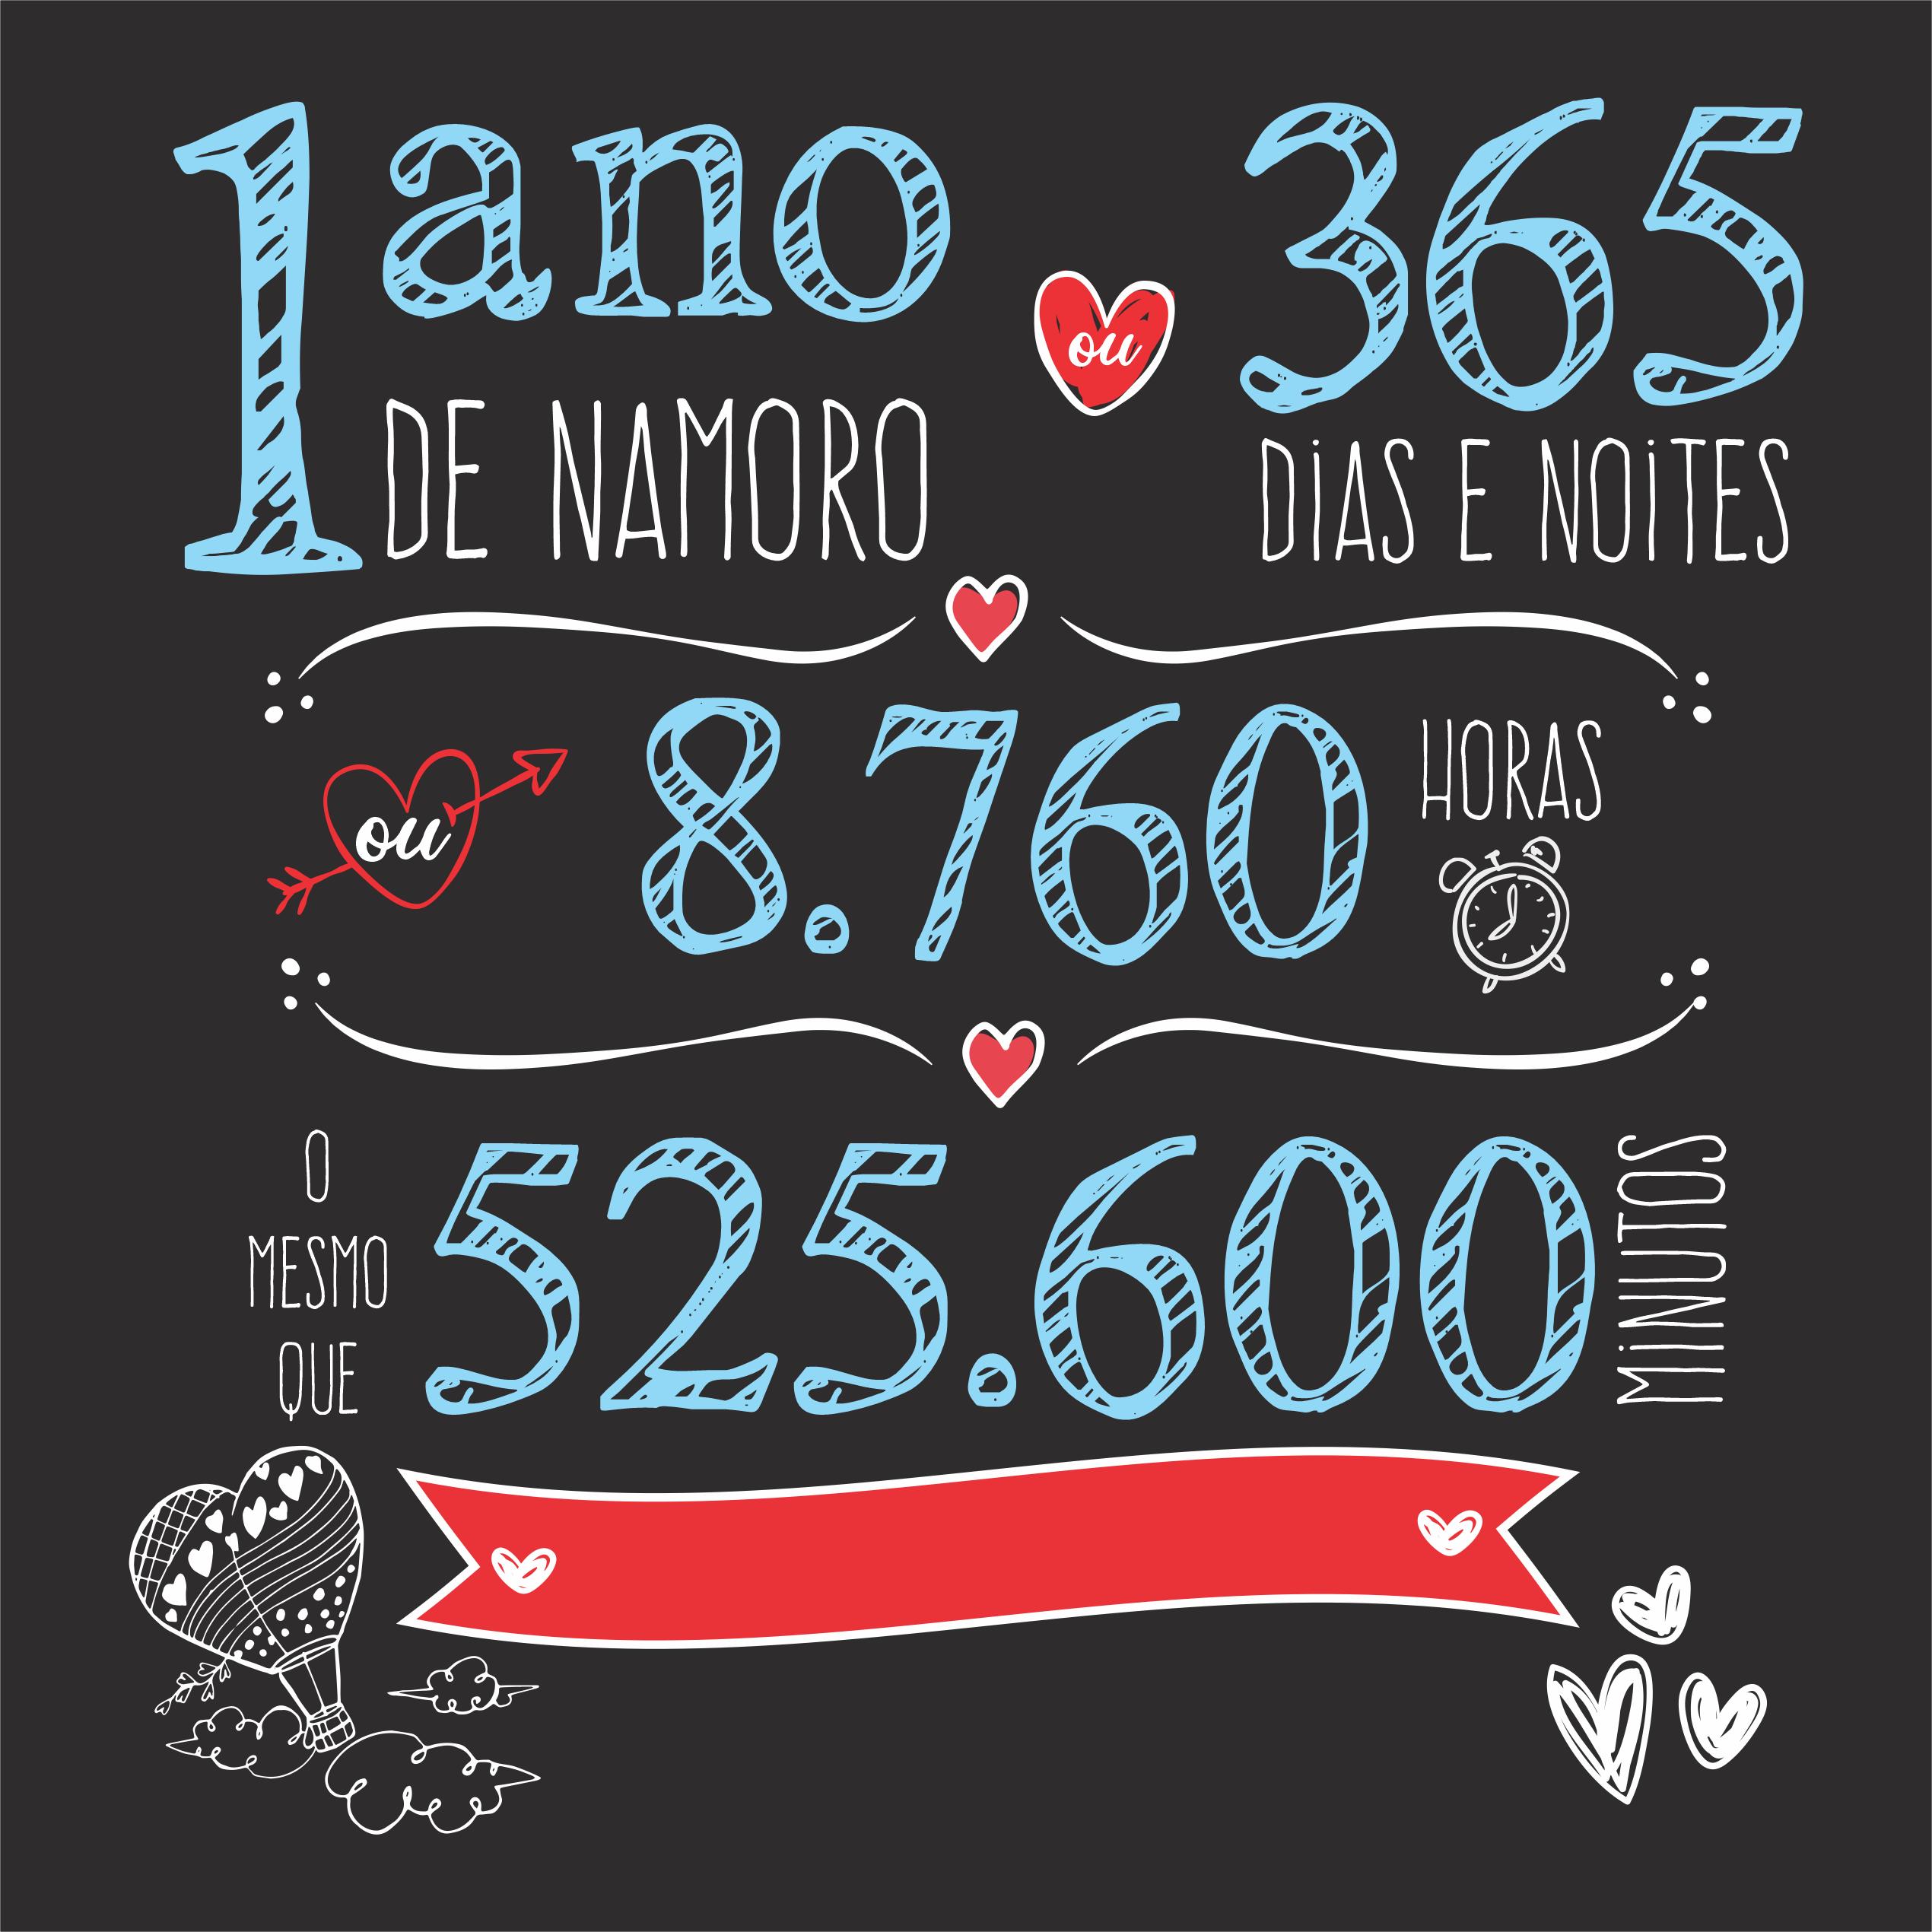 1 ano
DE NAMORO
ou
365
DIAS E NOITES
ou
8.760
HORAS
O
MESMO
QUE
525.600
MINUTOS